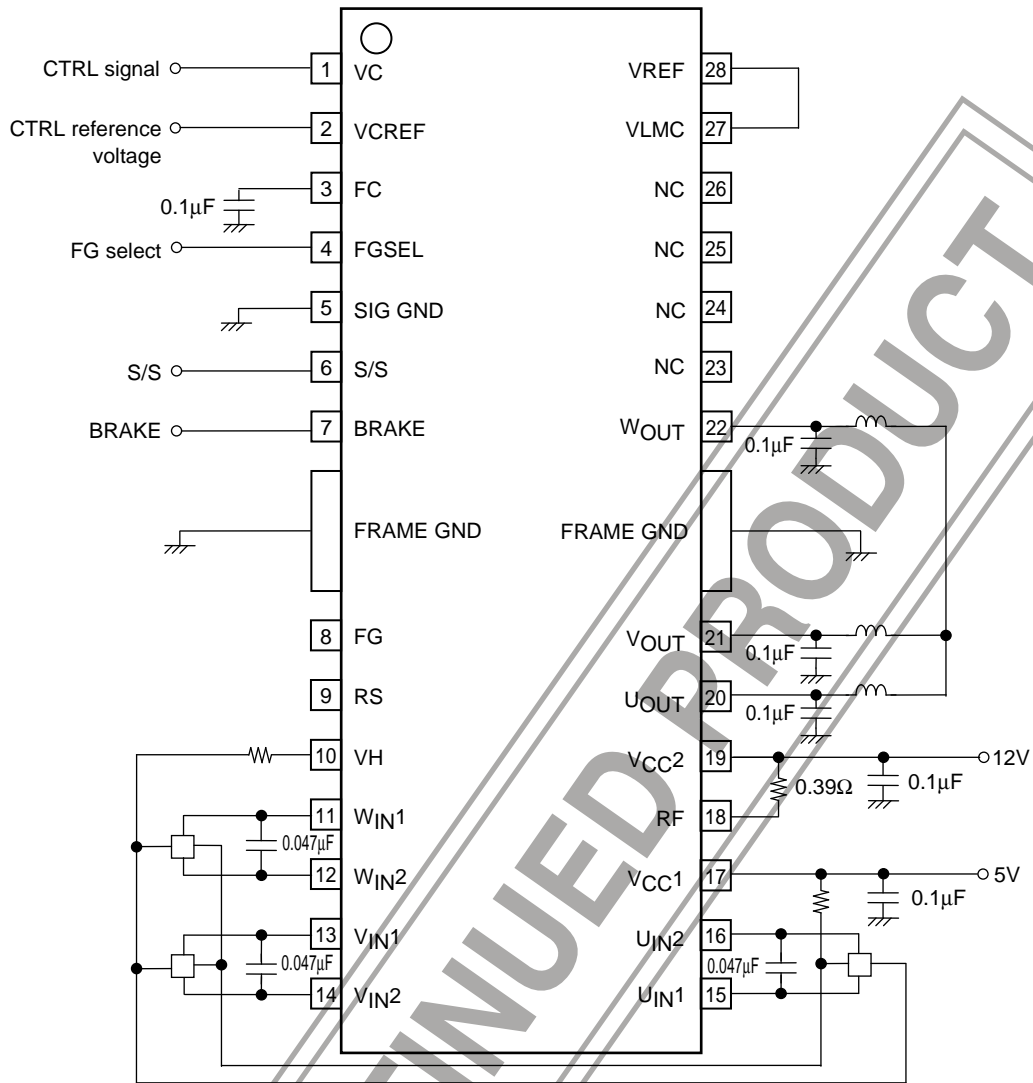 CTRL signal
1
VC
VREF
28
CTRL reference
voltage
2
VCREF
VLMC
27
0.1µF
3
FC
NC
26
FG select
4
FGSEL
NC
25
5
SIG GND
NC
24
S/S
6
S/S
NC
23
BRAKE
7
BRAKE
WOUT
22
0.1µF
FRAME GND
FRAME GND
8
FG
VOUT
21
0.1µF
9
RS
UOUT
20
0.1µF
10
VH
VCC2
19
12V
0.39Ω
0.1µF
11
WIN1
RF
18
0.047µF
12
WIN2
VCC1
17
5V
0.1µF
13
VIN1
UIN2
16
0.047µF
0.047µF
14
VIN2
UIN1
15
TINUED PRODUCT